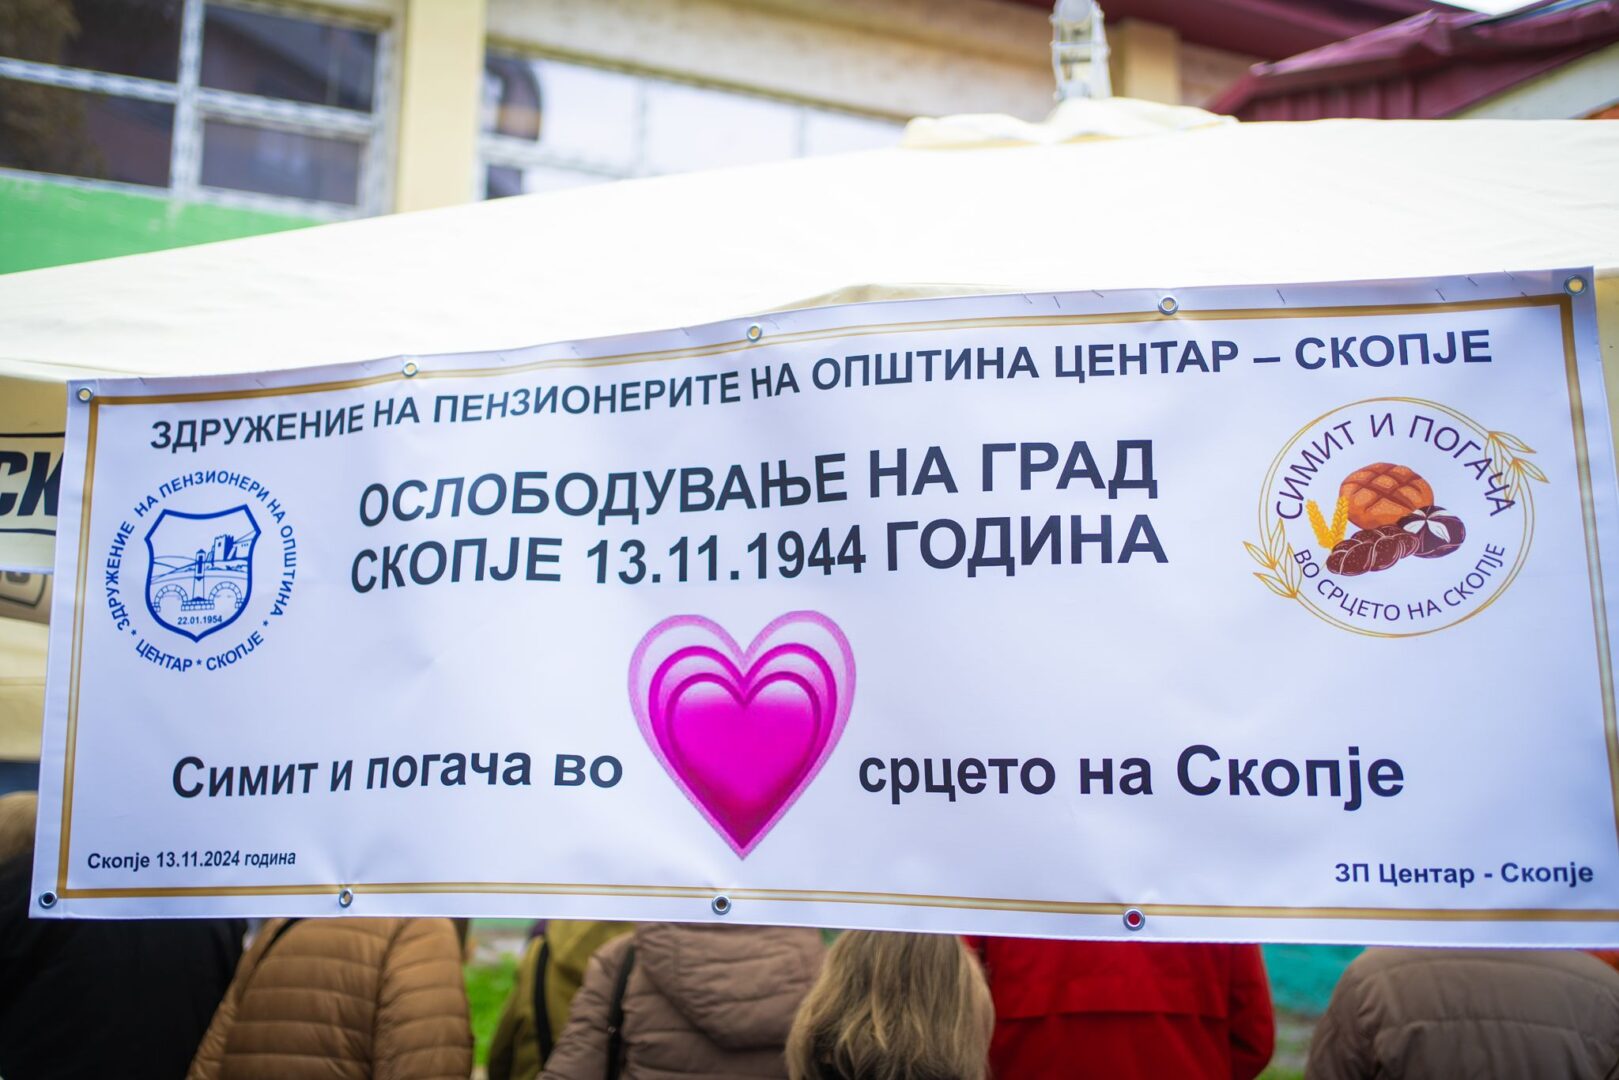 ЗДРУЖЕНИЕ НА ПЕНЗИОНЕРИТЕ НА ОПШТИНА ЦЕНТАР – СКОПЈЕ
ОСЛОБОДУВАЊЕ НА ГРАД
СКОПЈЕ 13.11.1944 ГОДИНА
ЗДРУЖЕНИЕ НА ПЕНЗИОНЕРИ НА ОПШТИНА
* ЦЕНТАР * СКОПЈЕ *
22.01.1954
СИМИТ И ПОГАЧА
ВО СРЦЕТО НА СКОПЈЕ
Симит и погача во срцето на Скопје
Скопје 13.11.2024 година
ЗП Центар - Скопје